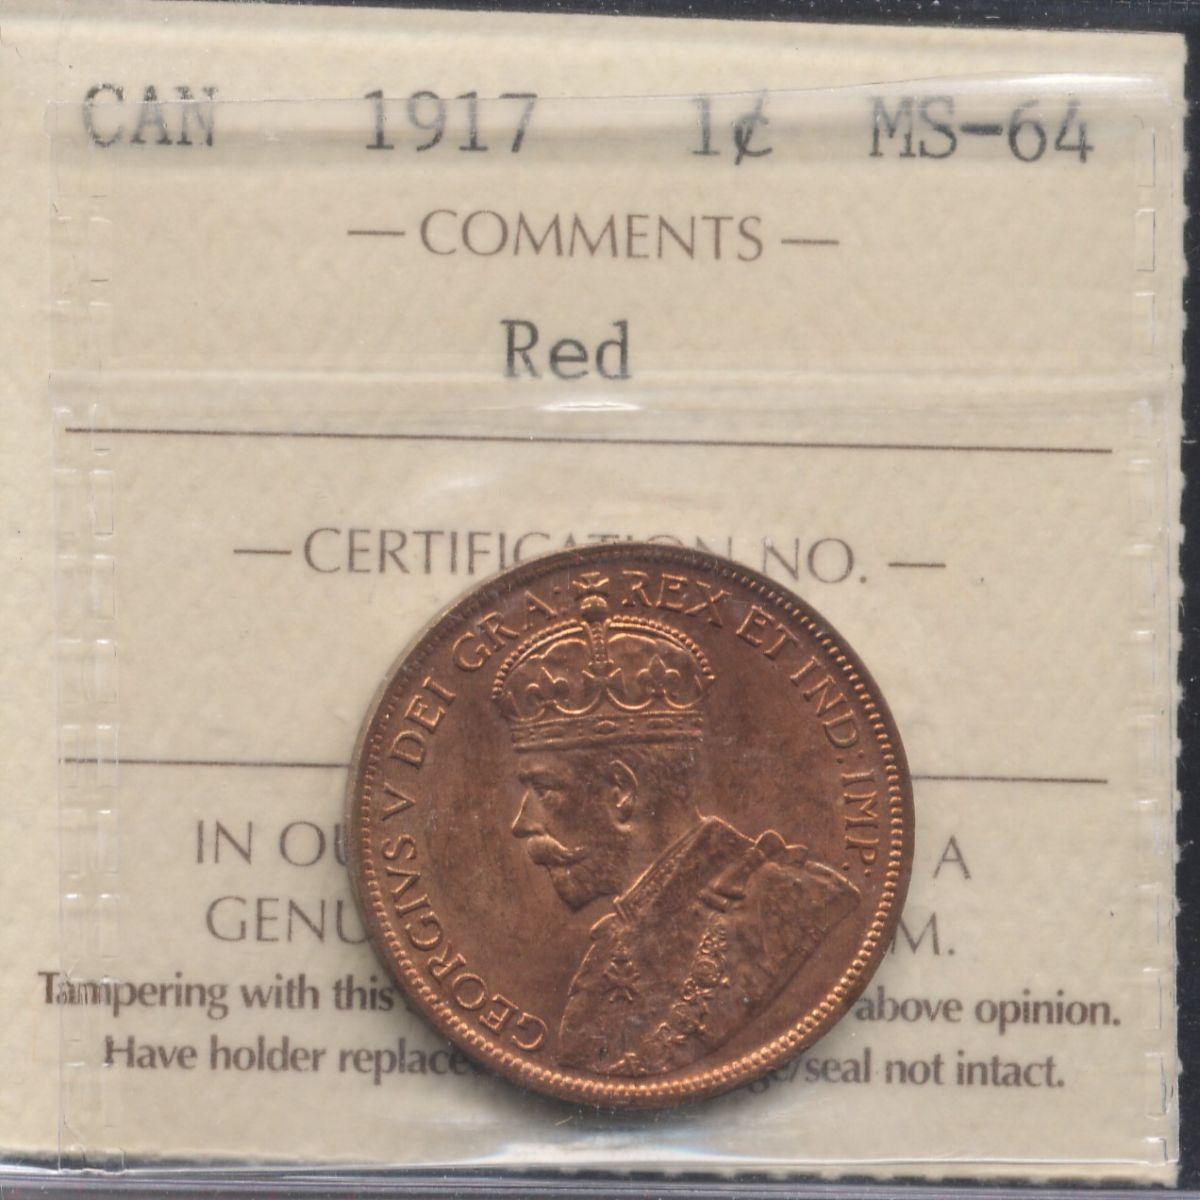 CAN 1917 1¢ MS-64
— COMMENTS —
Red
— CERTIFICATION NO. —
GEORGIVS V DEI GRA: REX ET IND: IMP:
IN OU A
GENU M.
Tampering with this above opinion.
Have holder replace /seal not intact.